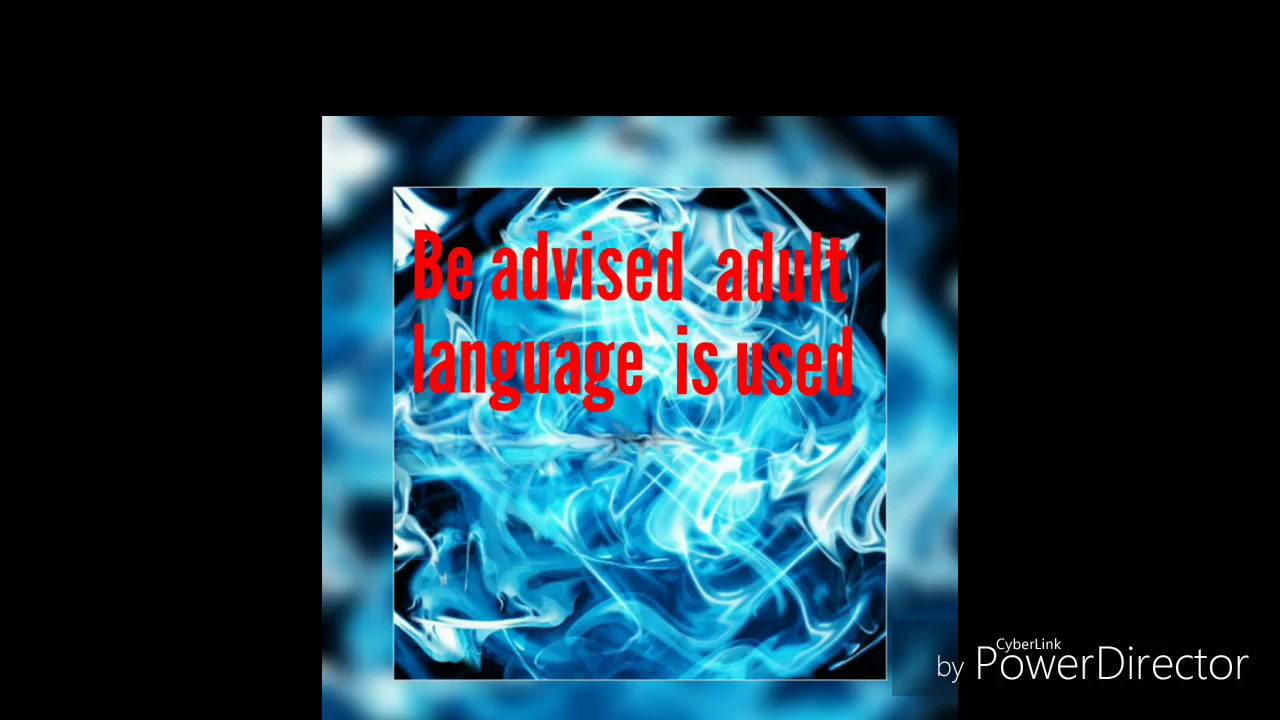 Be advised adult
language is used
CyberLink
by PowerDirector